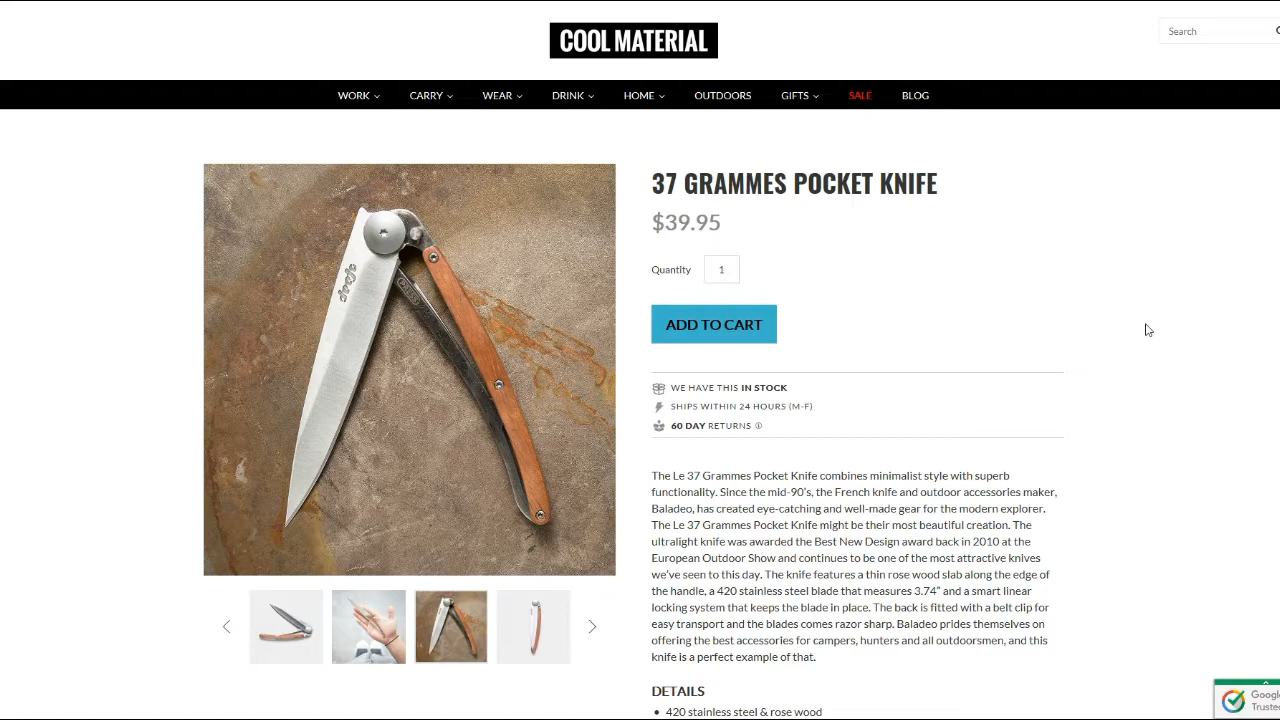 COOL MATERIAL
Search
WORK CARRY WEAR DRINK HOME OUTDOORS GIFTS SALE BLOG
37 GRAMMES POCKET KNIFE
$39.95
Quantity 1
ADD TO CART
WE HAVE THIS IN STOCK
SHIPS WITHIN 24 HOURS (M-F)
60 DAY RETURNS
The Le 37 Grammes Pocket Knife combines minimalist style with superb
functionality. Since the mid-90's, the French knife and outdoor accessories maker,
Baladeo, has created eye-catching and well-made gear for the modern explorer.
The Le 37 Grammes Pocket Knife might be their most beautiful creation. The
ultralight knife was awarded the Best New Design award back in 2010 at the
European Outdoor Show and continues to be one of the most attractive knives
we've seen to this day. The knife features a thin rose wood slab along the edge of
the handle, a 420 stainless steel blade that measures 3.74" and a smart linear
locking system that keeps the blade in place. The back is fitted with a belt clip for
easy transport and the blades comes razor sharp. Baladeo prides themselves on
offering the best accessories for campers, hunters and all outdoorsmen, and this
knife is a perfect example of that.
DETAILS
• 420 stainless steel & rose wood
Google
Truste